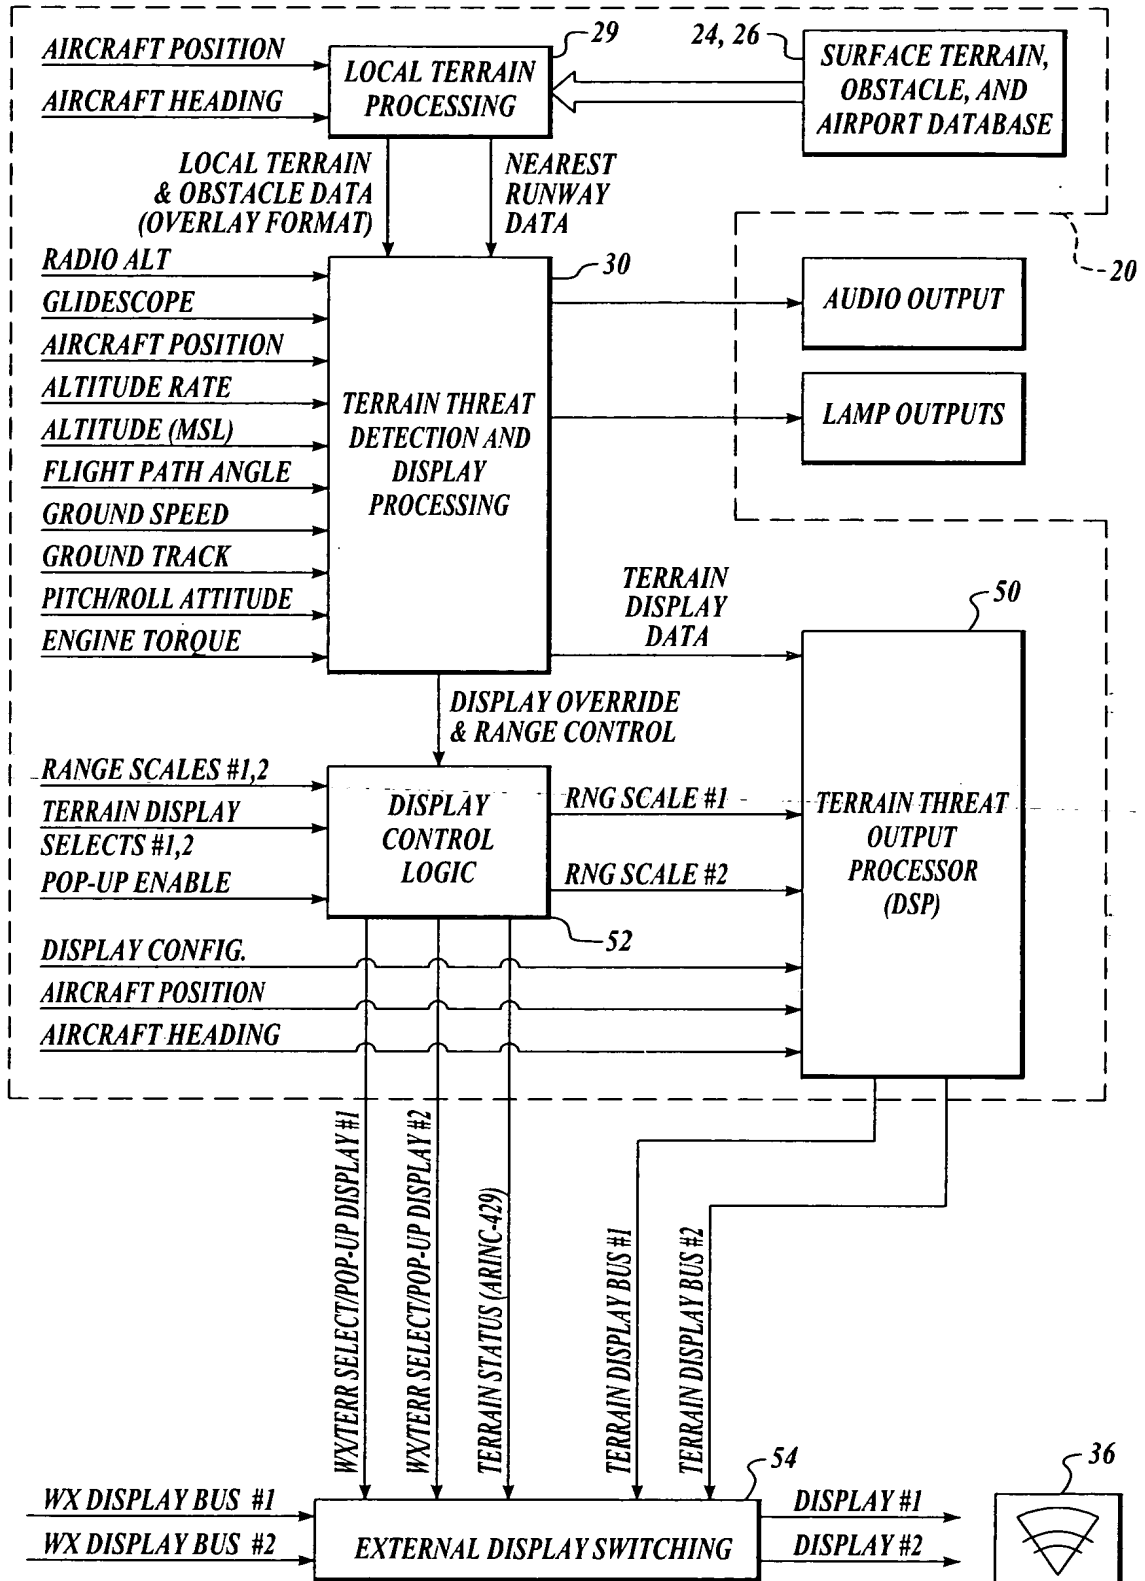 AIRCRAFT POSITION
AIRCRAFT HEADING
LOCAL TERRAIN
PROCESSING
29
24, 26
SURFACE TERRAIN,
OBSTACLE, AND
AIRPORT DATABASE
LOCAL TERRAIN
& OBSTACLE DATA
(OVERLAY FORMAT)
NEAREST
RUNWAY
DATA
20
RADIO ALT
GLIDESCOPE
AIRCRAFT POSITION
ALTITUDE RATE
ALTITUDE (MSL)
FLIGHT PATH ANGLE
GROUND SPEED
GROUND TRACK
PITCH/ROLL ATTITUDE
ENGINE TORQUE
30
TERRAIN THREAT
DETECTION AND
DISPLAY
PROCESSING
AUDIO OUTPUT
LAMP OUTPUTS
TERRAIN
DISPLAY
DATA
50
DISPLAY OVERRIDE
& RANGE CONTROL
RANGE SCALES #1,2
TERRAIN DISPLAY
SELECTS #1,2
POP-UP ENABLE
DISPLAY
CONTROL
LOGIC
52
RNG SCALE #1
RNG SCALE #2
TERRAIN THREAT
OUTPUT
PROCESSOR
(DSP)
DISPLAY CONFIG.
AIRCRAFT POSITION
AIRCRAFT HEADING
WX/TERR SELECT/POP-UP DISPLAY #1
WX/TERR SELECT/POP-UP DISPLAY #2
TERRAIN STATUS (ARINC-429)
TERRAIN DISPLAY BUS #1
TERRAIN DISPLAY BUS #2
WX DISPLAY BUS #1
WX DISPLAY BUS #2
54
EXTERNAL DISPLAY SWITCHING
DISPLAY #1
DISPLAY #2
36